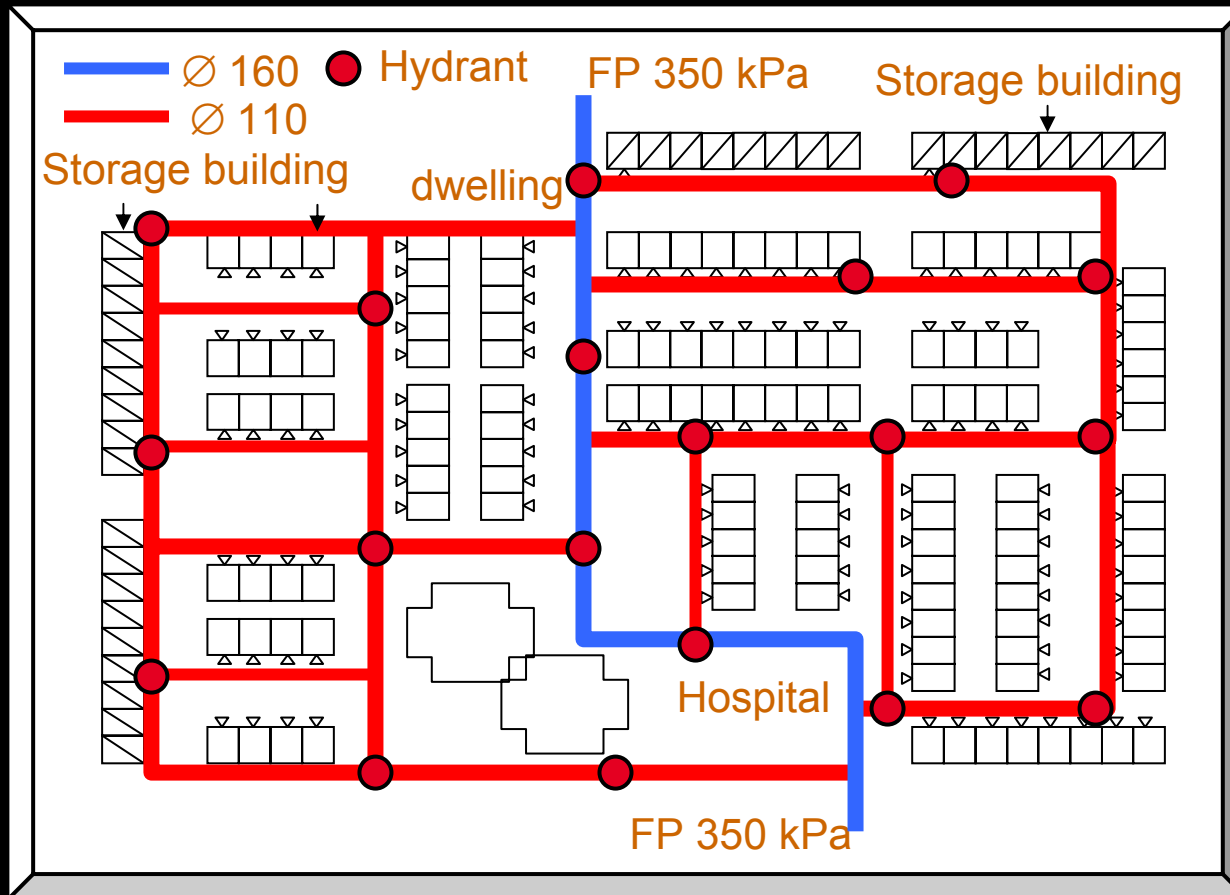 ∅ 160
Hydrant
FP 350 kPa
Storage building
∅ 110
Storage building
dwelling
Hospital
FP 350 kPa